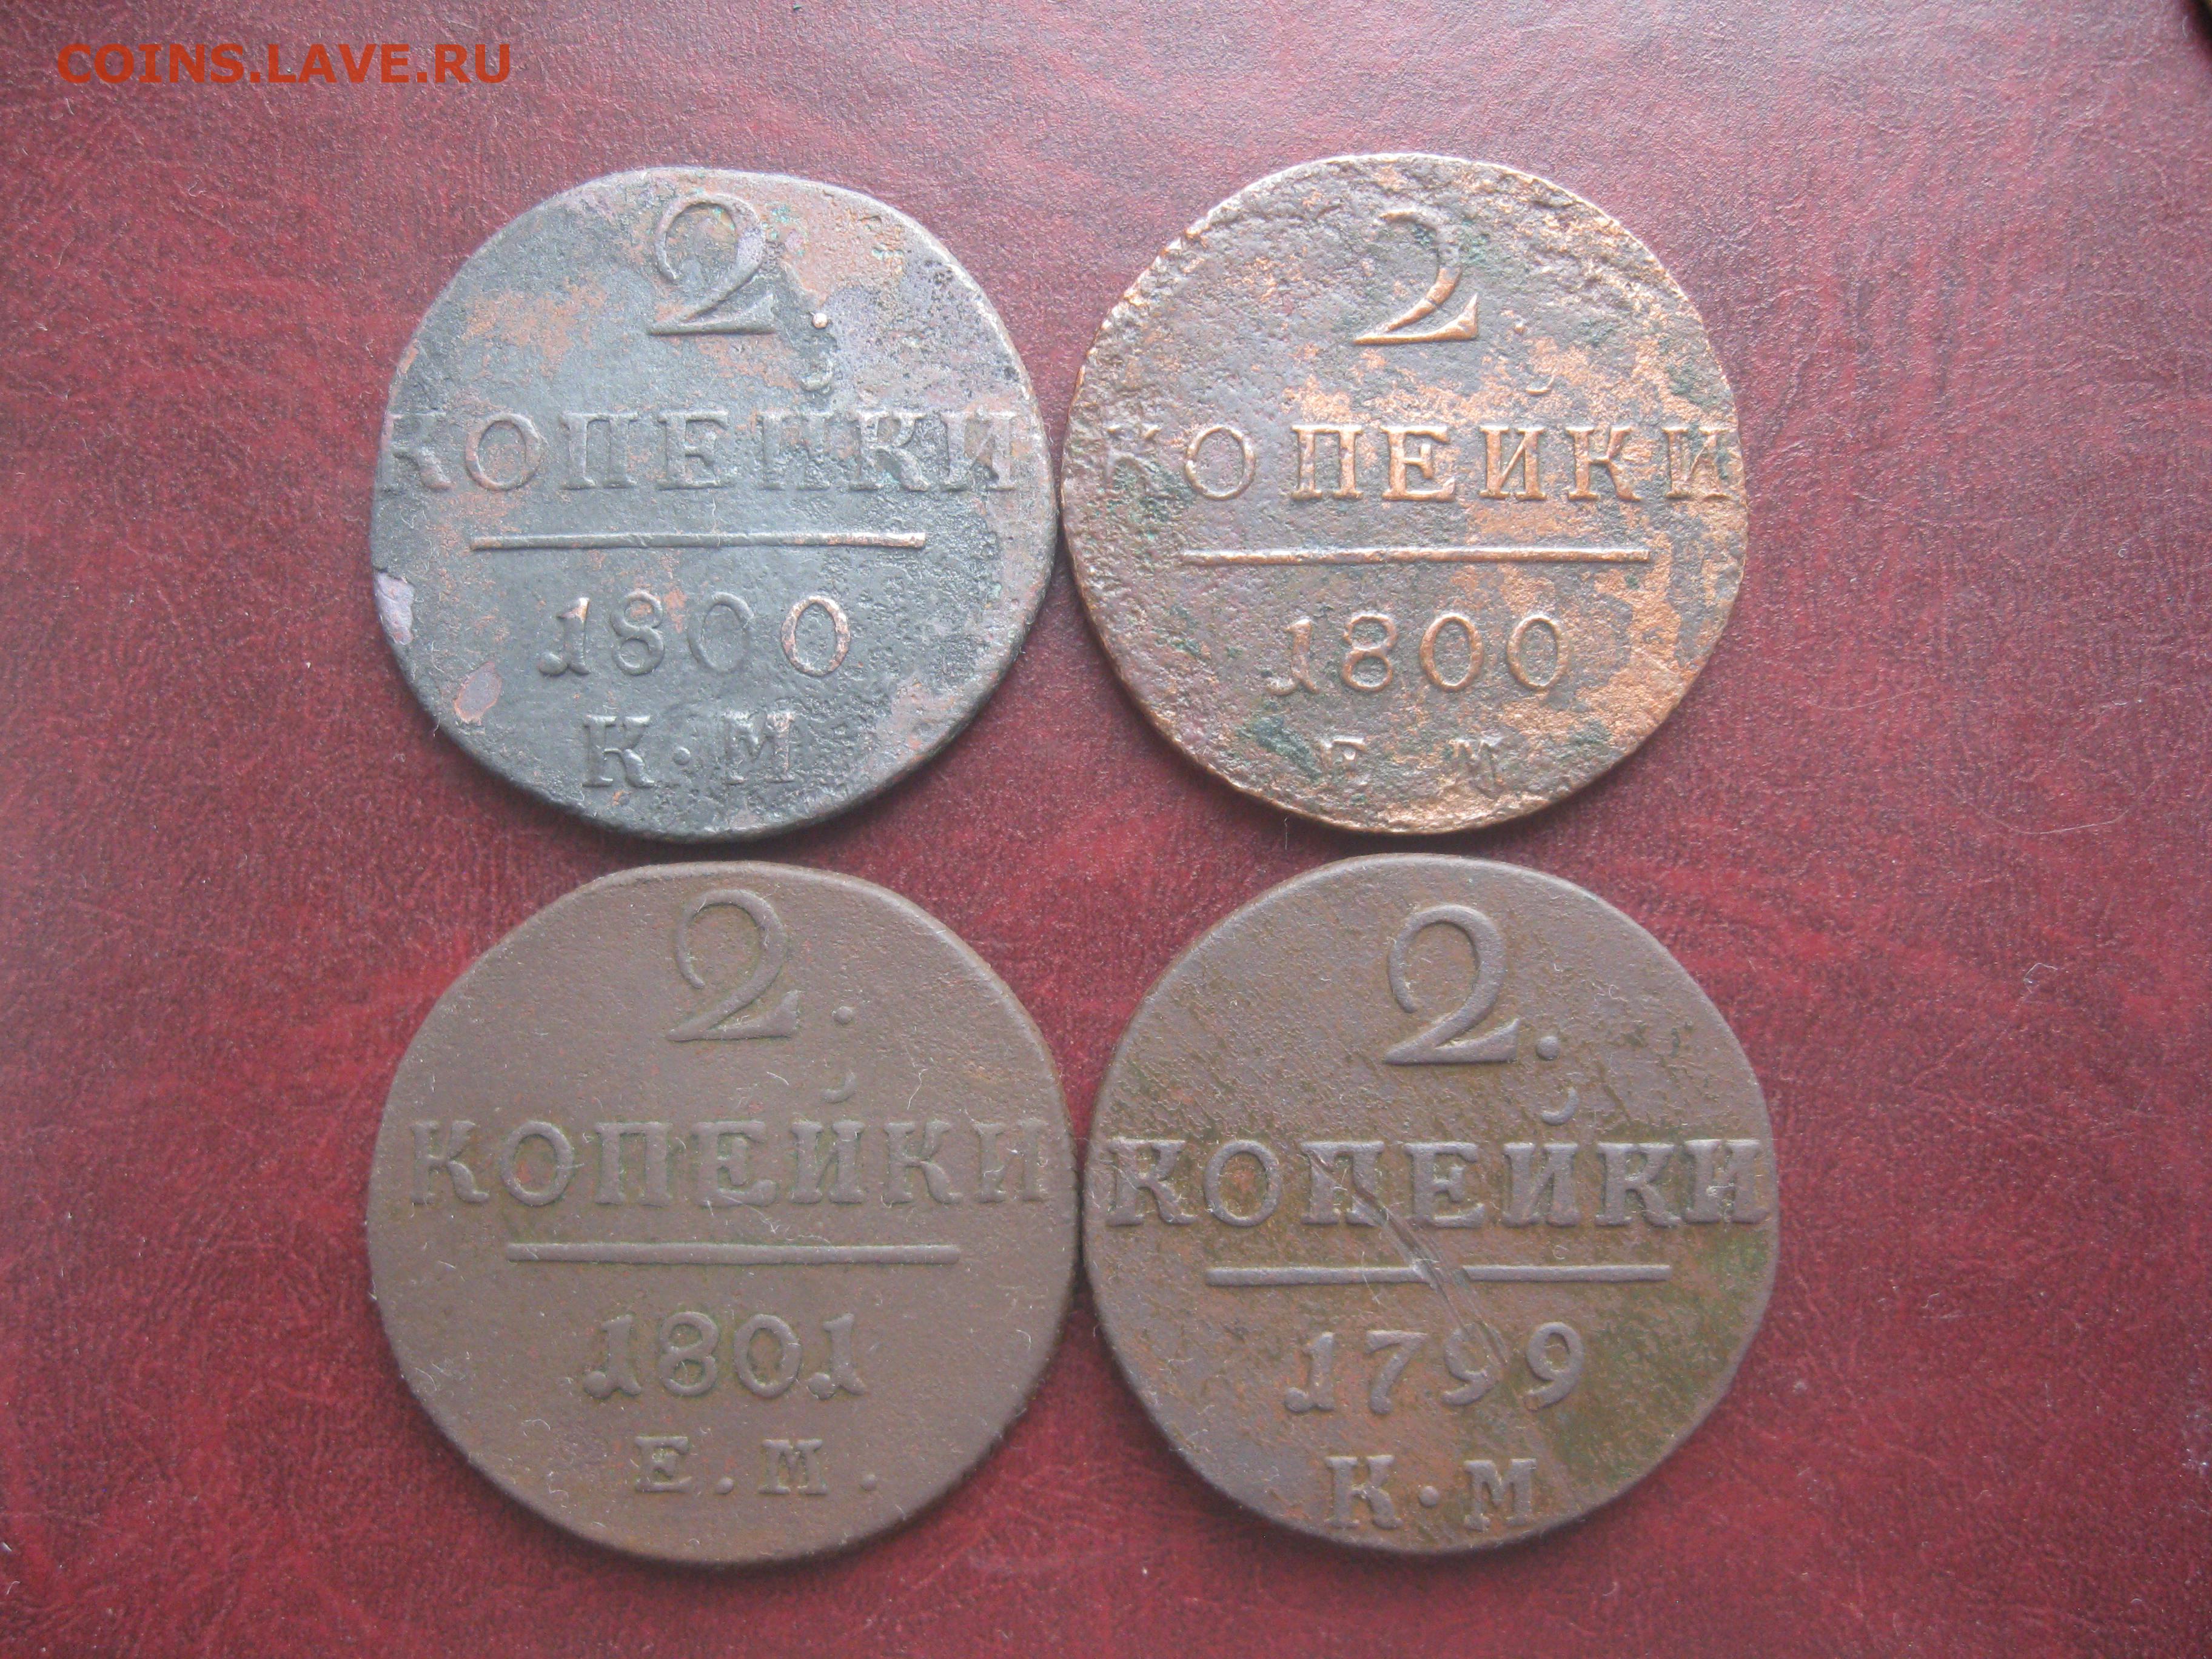 COINS.LAVE.RU
2.
КОПЕЙКИ
1800
К·М
2.
КОПЕЙКИ
1800
Е.М
2.
КОПЕЙКИ
1801
Е.М.
2.
КОПЕЙКИ
1799
К·М